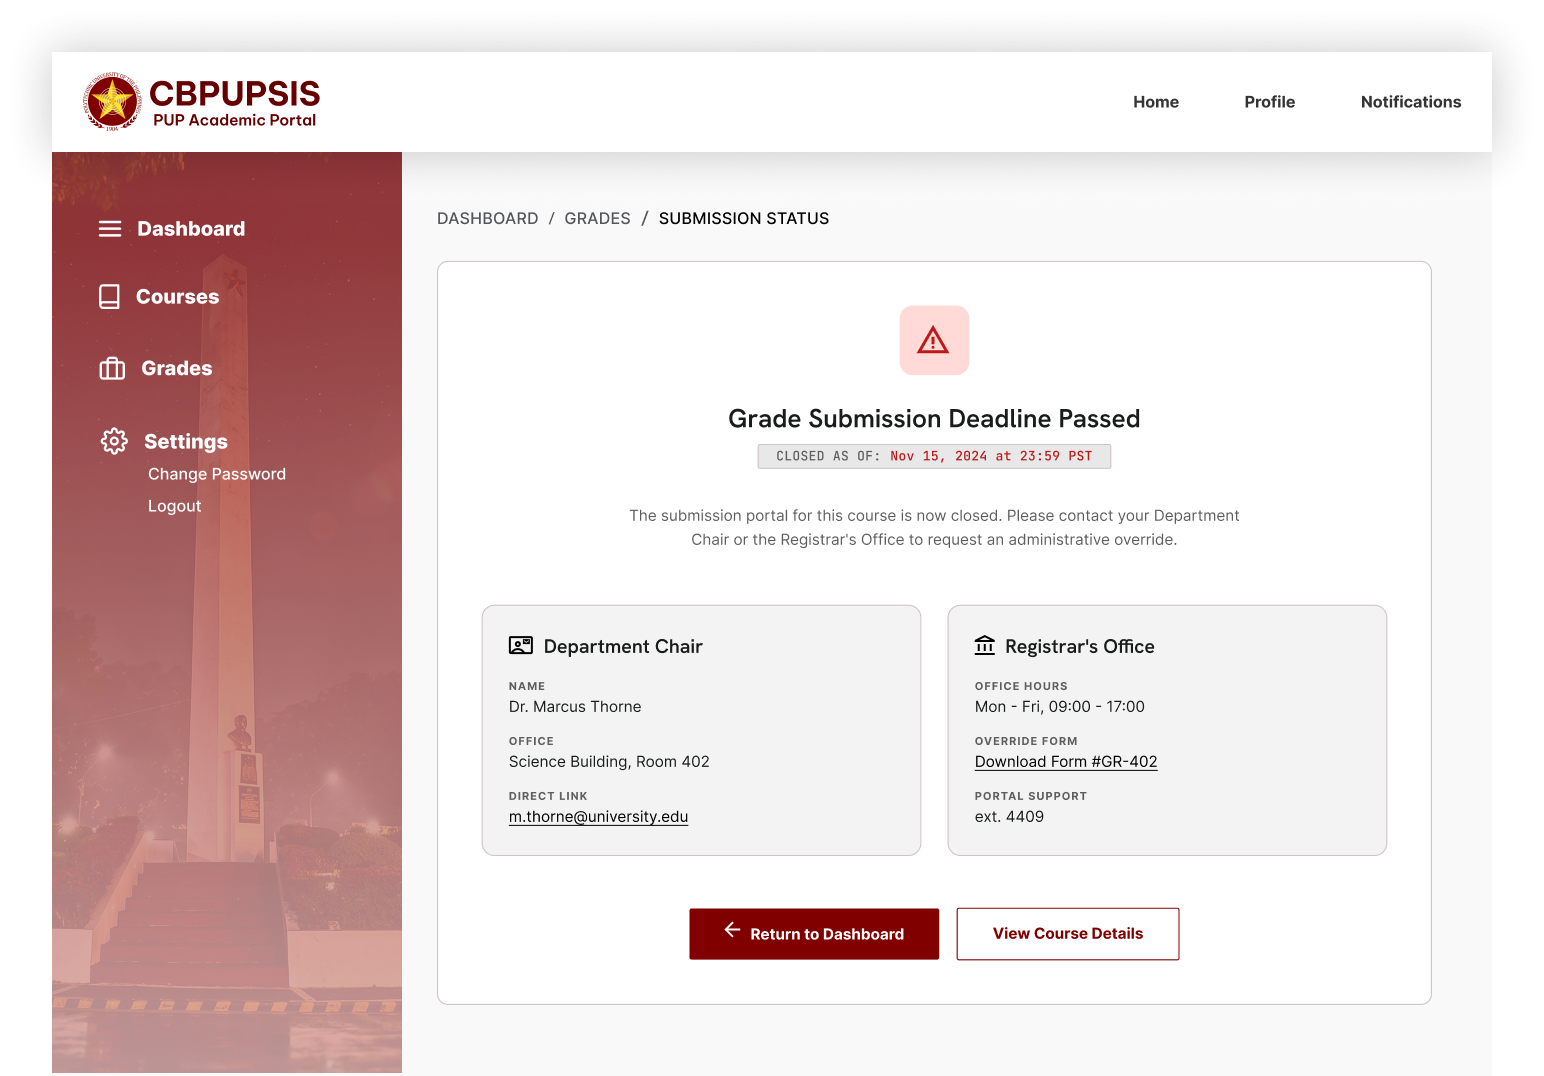 CBPUPSIS
PUP Academic Portal
1904
Home
Profile
Notifications
Dashboard
Courses
Grades
Settings
Change Password
Logout
DASHBOARD / GRADES / SUBMISSION STATUS
Grade Submission Deadline Passed
CLOSED AS OF: Nov 15, 2024 at 23:59 PST
The submission portal for this course is now closed. Please contact your Department
Chair or the Registrar's Office to request an administrative override.
Department Chair
NAME
Dr. Marcus Thorne
OFFICE
Science Building, Room 402
DIRECT LINK
m.thorne@university.edu
Registrar's Office
OFFICE HOURS
Mon - Fri, 09:00 - 17:00
OVERRIDE FORM
Download Form #GR-402
PORTAL SUPPORT
ext. 4409
Return to Dashboard
View Course Details